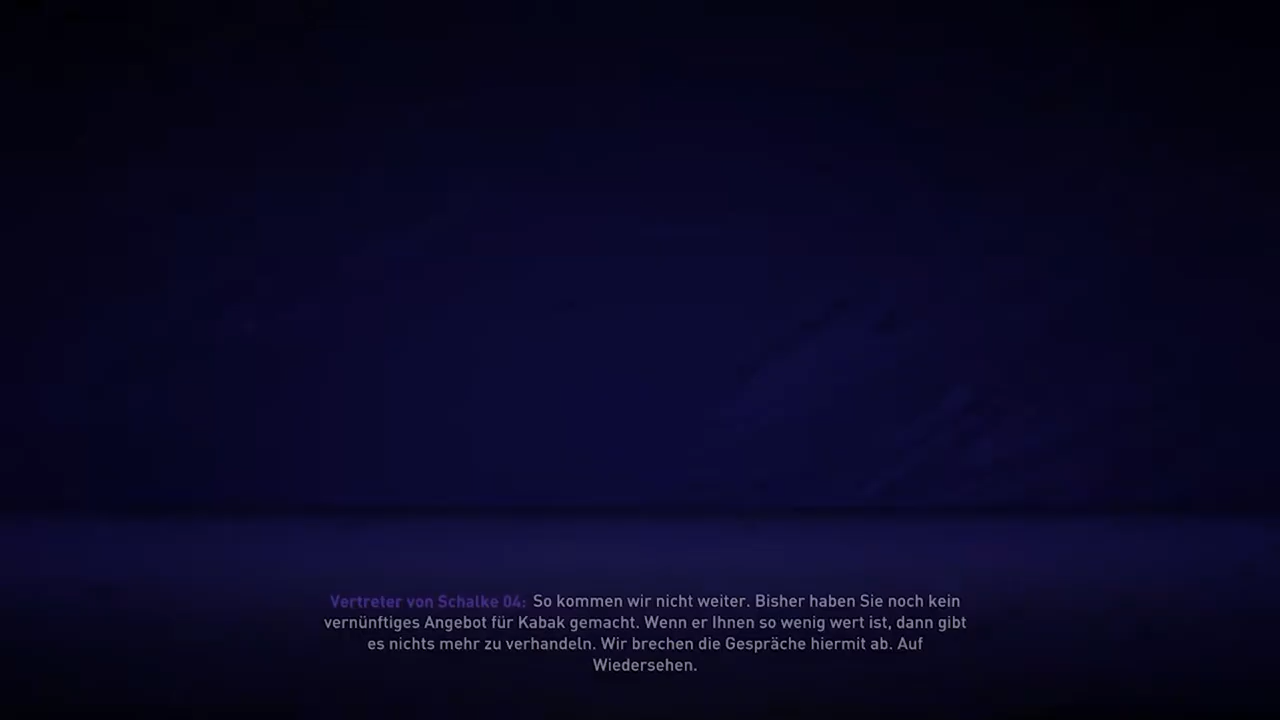 Vertreter von Schalke 04: So kommen wir nicht weiter. Bisher haben Sie noch kein
vernünftiges Angebot für Kabak gemacht. Wenn er Ihnen so wenig wert ist, dann gibt
es nichts mehr zu verhandeln. Wir brechen die Gespräche hiermit ab. Auf
Wiedersehen.